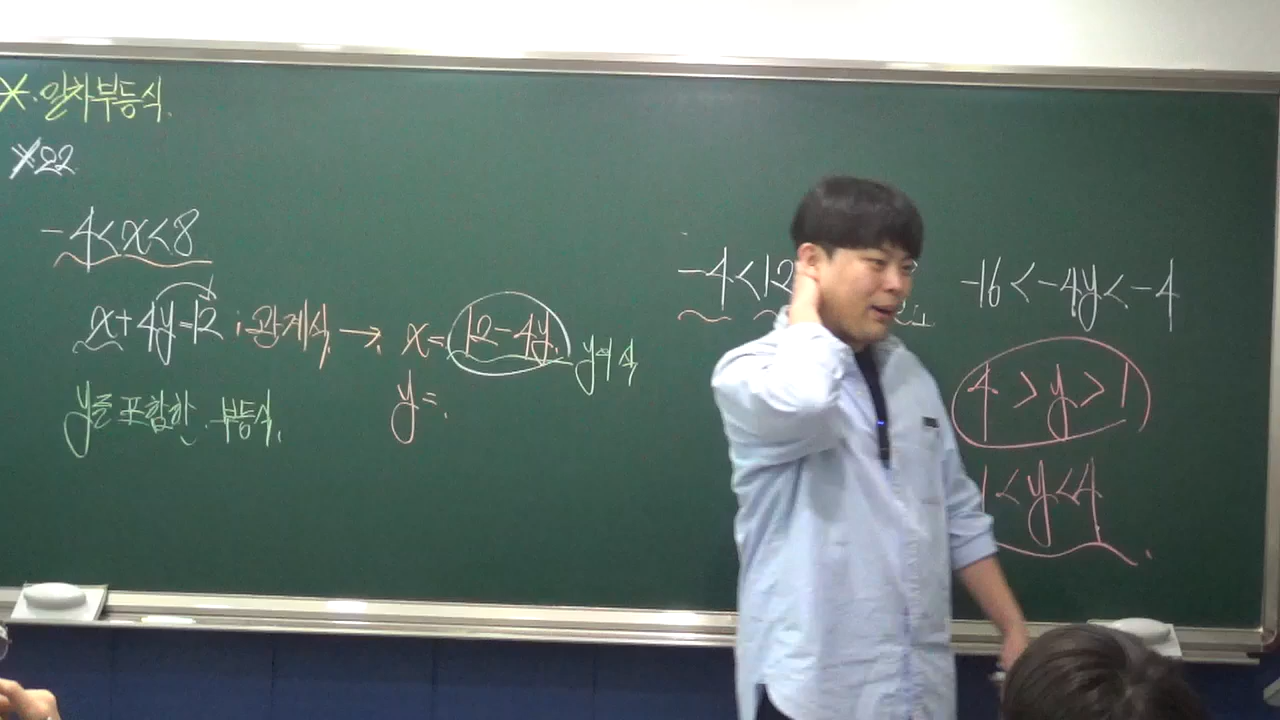 *. 일차부등식.
*22
-4<x<8
x+4y=12 ; 관계식 → x=12-4y. y의 식
y를 포함한 부등식. y=.
-4<12
-16<-4y<-4
4>y>1
1<y<4